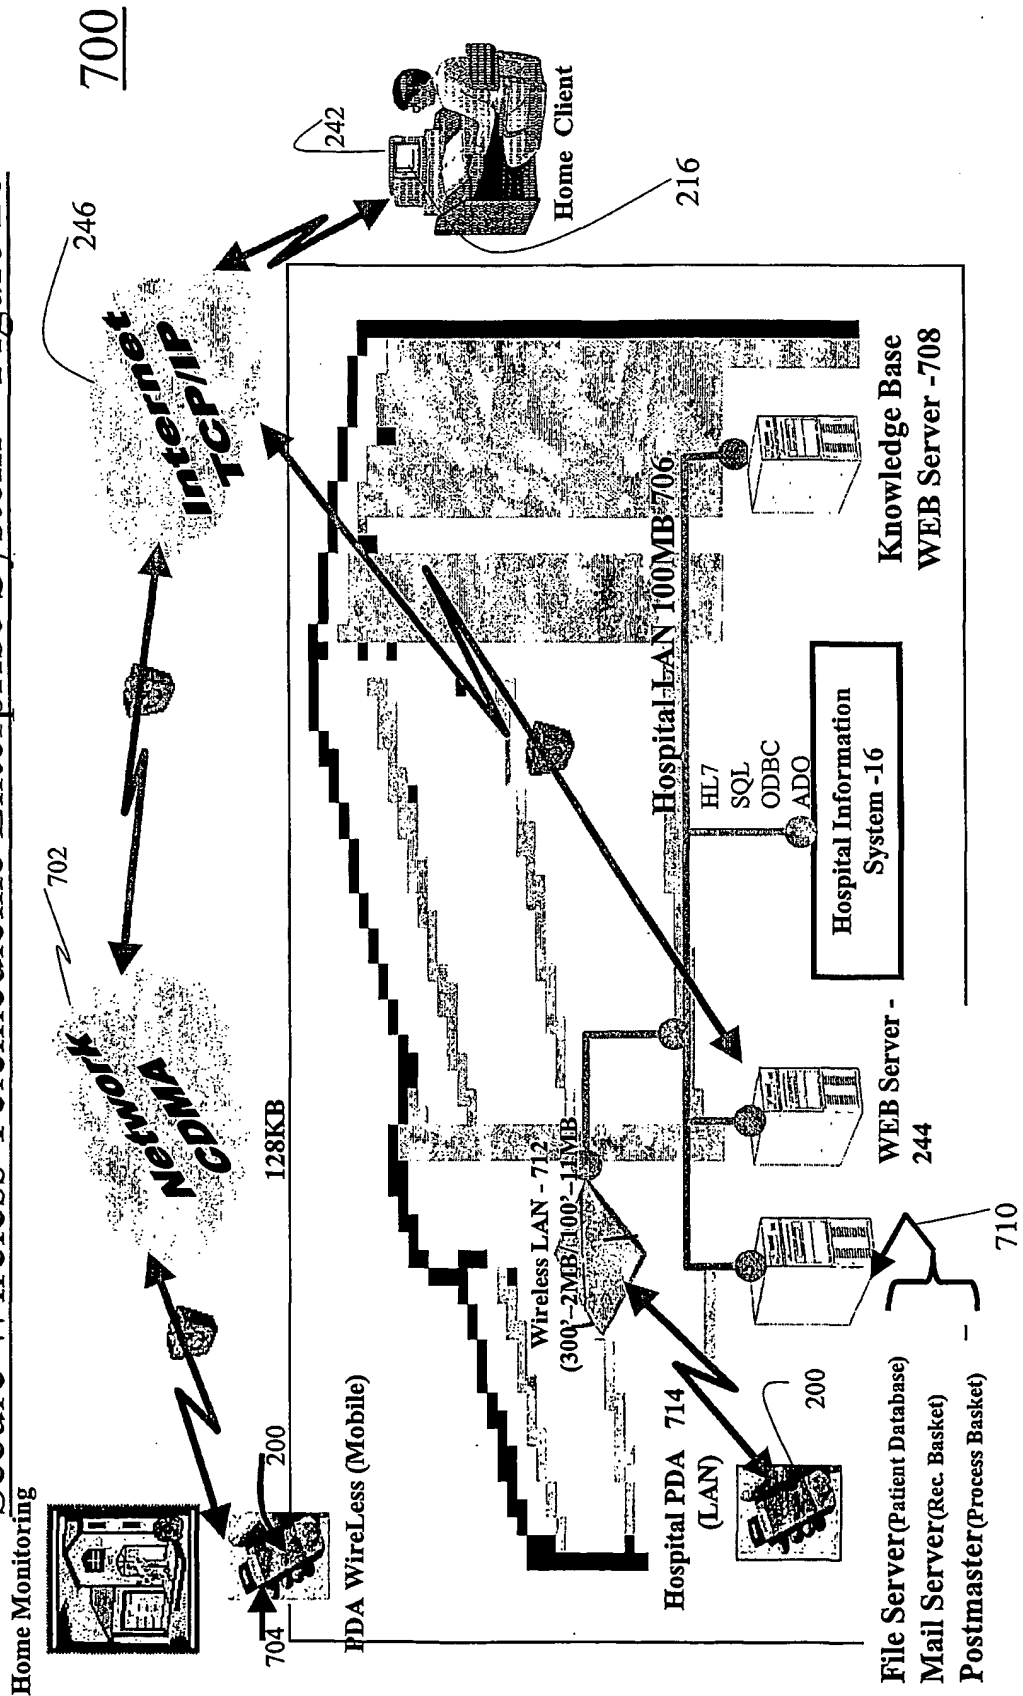 700
Home Monitoring
246
Internet
TCP/IP
702
Network
CDMA
128KB
242
Home Client
216
704
200
PDA WireLess (Mobile)
Wireless LAN - 712
(300'–2MB/100'–11MB
Hospital LAN 100MB 706
HL7
SQL
ODBC
ADO
Hospital Information
System -16
Knowledge Base
WEB Server -708
WEB Server -
244
Hospital PDA 714
(LAN)
200
710
File Server(Patient Database)
Mail Server(Rec. Basket)
Postmaster(Process Basket)